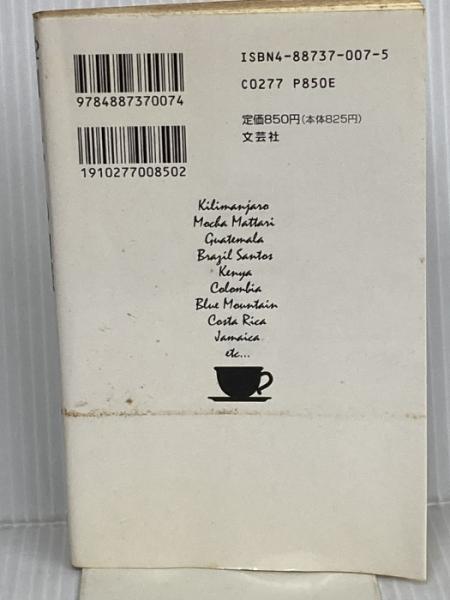 ISBN4-88737-007-5
C0277 P850E
9784887370074
定価850円(本体825円)
文芸社
1910277008502
Kilimanjaro
Mocha Mattari
Guatemala
Brazil Santos
Kenya
Colombia
Blue Mountain
Costa Rica
Jamaica
etc...